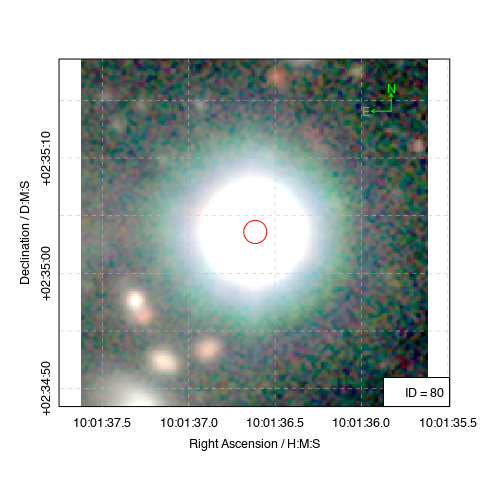 N
E
+02:35:10
+02:35:00
+02:34:50
Declination / D:M:S
ID = 80
10:01:37.5 10:01:37.0 10:01:36.5 10:01:36.0 10:01:35.5
Right Ascension / H:M:S